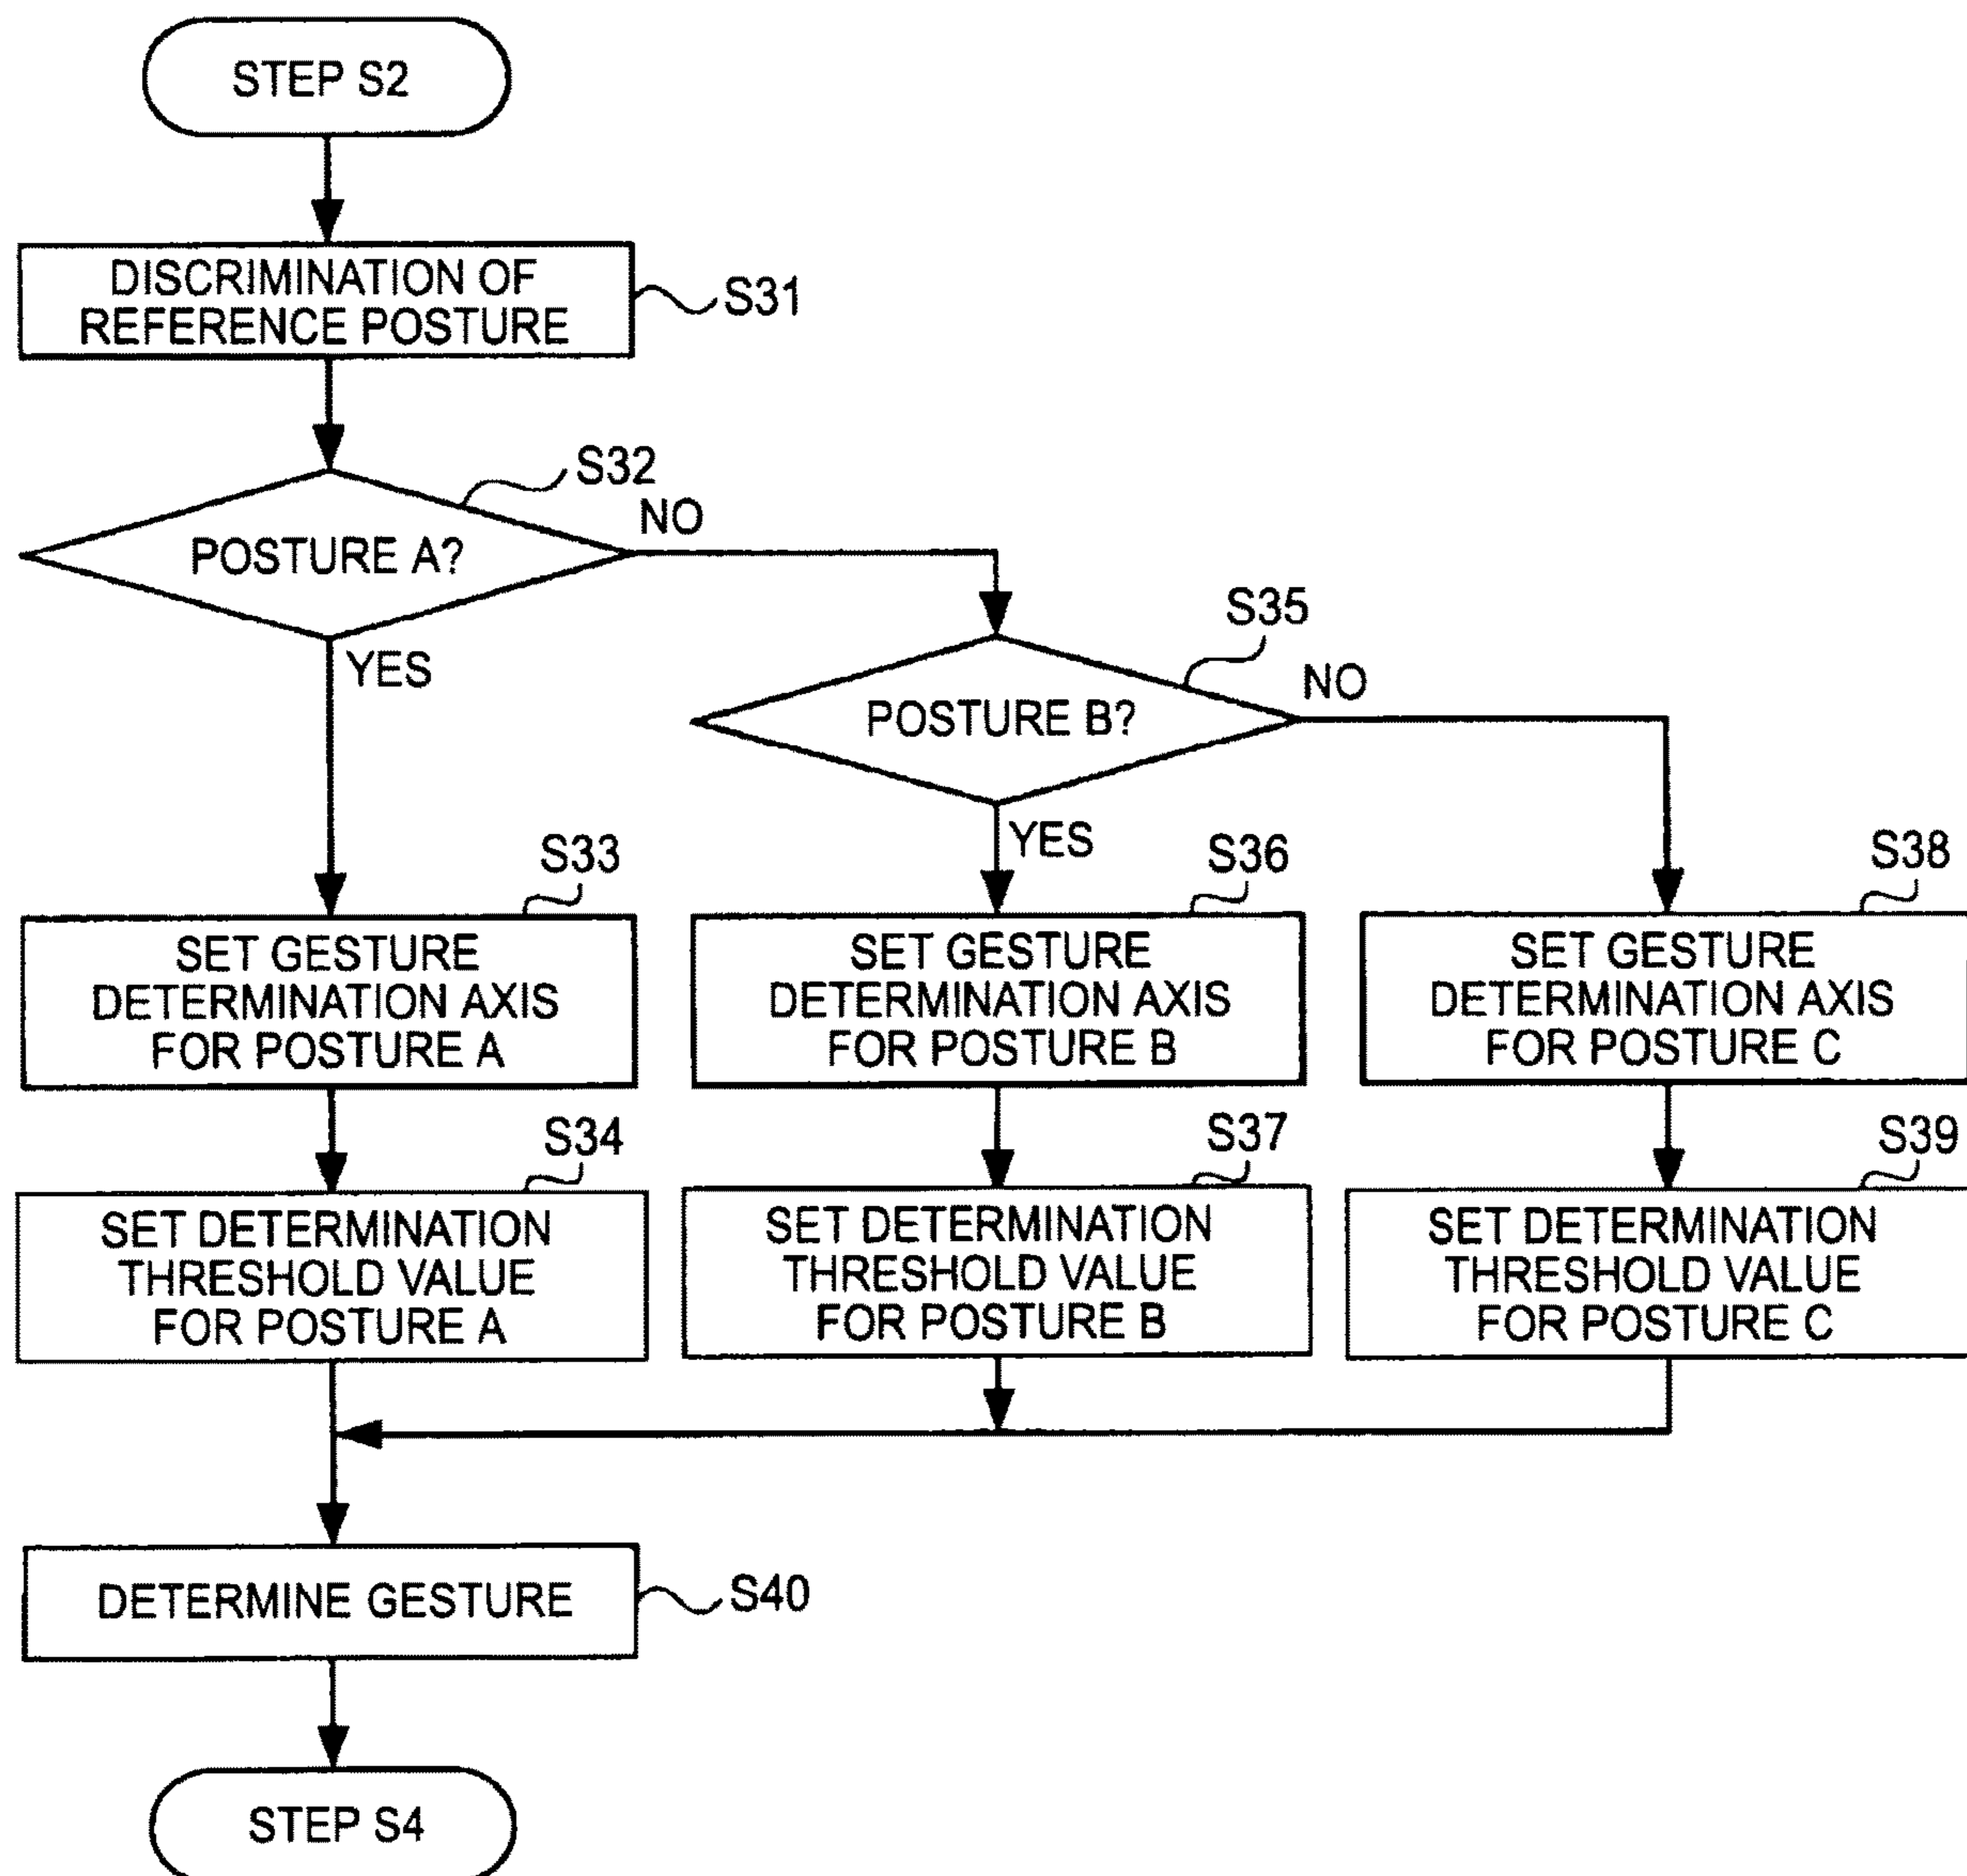 STEP S2
DISCRIMINATION OF
REFERENCE POSTURE
S31
S32
POSTURE A?
NO
YES
S35
POSTURE B?
NO
YES
S33
SET GESTURE
DETERMINATION AXIS
FOR POSTURE A
S36
SET GESTURE
DETERMINATION AXIS
FOR POSTURE B
S38
SET GESTURE
DETERMINATION AXIS
FOR POSTURE C
S34
SET DETERMINATION
THRESHOLD VALUE
FOR POSTURE A
S37
SET DETERMINATION
THRESHOLD VALUE
FOR POSTURE B
S39
SET DETERMINATION
THRESHOLD VALUE
FOR POSTURE C
DETERMINE GESTURE
S40
STEP S4